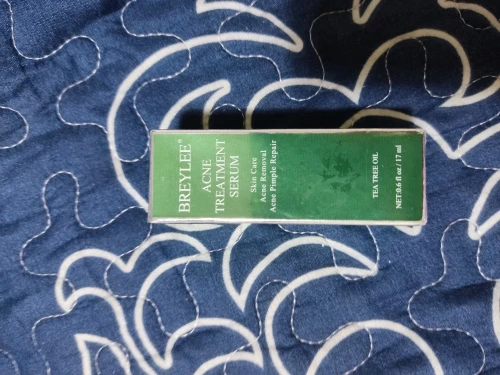 BREYLEE®
ACNE
TREATMENT
SERUM
Skin Care
Acne Removal
Acne Pimple Repair
TEA TREE OIL
NET:0.6 fl oz / 17 ml